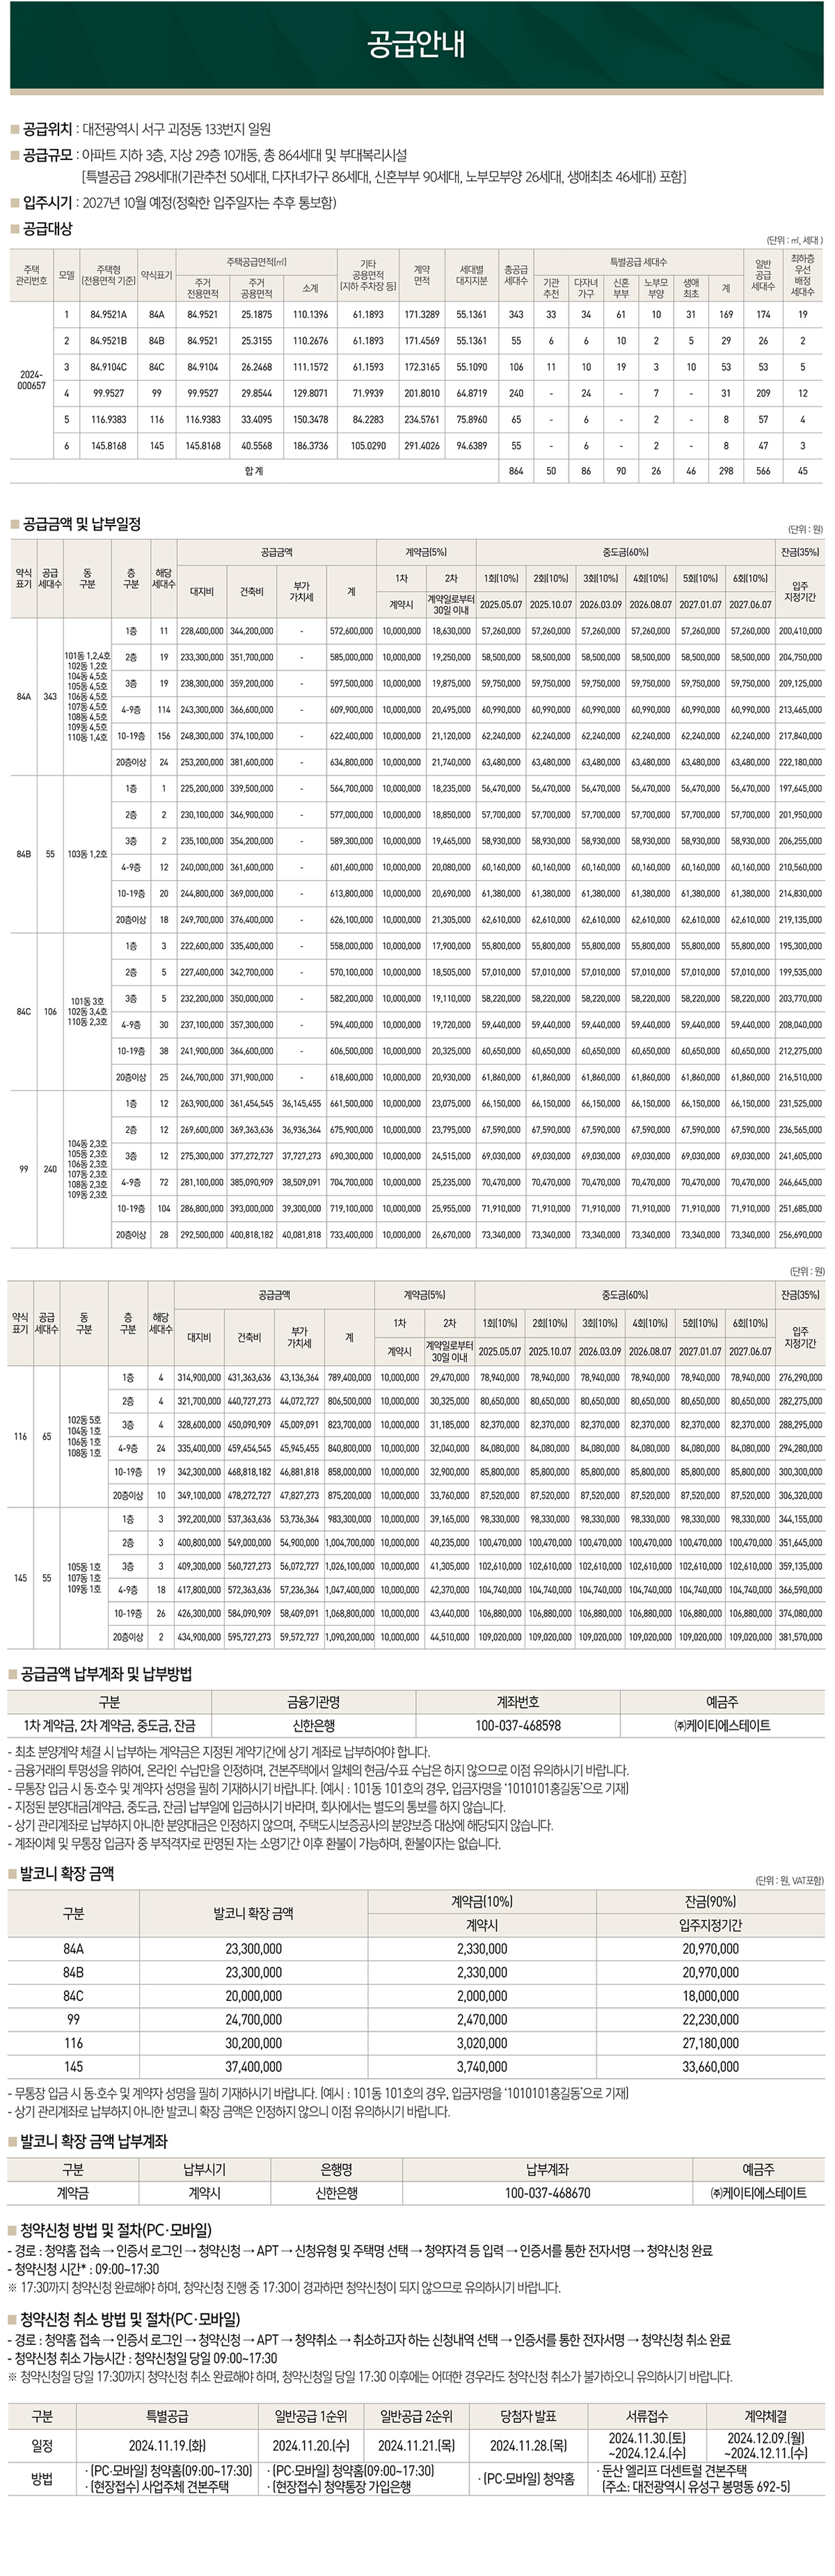 공급안내
공급위치 : 대전광역시 서구 괴정동 133번지 일원
공급규모 : 아파트 지하 3층, 지상 29층 10개동, 총 864세대 및 부대복리시설
[특별공급 298세대(기관추천 50세대, 다자녀가구 86세대, 신혼부부 90세대, 노부모부양 26세대, 생애최초 46세대) 포함]
입주시기 : 2027년 10월 예정(정확한 입주일자는 추후 통보함)
공급대상
(단위 : ㎡, 세대 )
주택관리번호 모델 주택형[전용면적 기준] 약식표기 주택공급면적(㎡) 기타 공용면적(지하 주차장 등) 계약면적 세대별 대지지분 총공급 세대수 특별공급 세대수 일반공급 세대수 최하층 우선배정 세대수
주거 전용면적 주거 공용면적 소계 기관추천 다자녀가구 신혼부부 노부모부양 생애최초 계
2024-000657
1 84.9521A 84A 84.9521 25.1875 110.1396 61.1893 171.3289 55.1361 343 33 34 61 10 31 169 174 19
2 84.9521B 84B 84.9521 25.3155 110.2676 61.1893 171.4569 55.1361 55 6 6 10 2 5 29 26 2
3 84.9104C 84C 84.9104 26.2468 111.1572 61.1593 172.3165 55.1090 106 11 10 19 3 10 53 53 5
4 99.9527 99 99.9527 29.8544 129.8071 71.9939 201.8010 64.8719 240 - 24 - 7 - 31 209 12
5 116.9383 116 116.9383 33.4095 150.3478 84.2283 234.5761 75.8960 65 - 6 - 2 - 8 57 4
6 145.8168 145 145.8168 40.5568 186.3736 105.0290 291.4026 94.6389 55 - 6 - 2 - 8 47 3
합 계 864 50 86 90 26 46 298 566 45
공급금액 및 납부일정
(단위 : 원)
약식표기 공급세대수 동구분 층구분 해당세대수 공급금액 계약금(5%) 중도금(60%) 잔금(35%)
대지비 건축비 부가가치세 계 1차 2차 1회(10%) 2회(10%) 3회(10%) 4회(10%) 5회(10%) 6회(10%) 입주지정기간
계약시 계약일로부터 30일 이내 2025.05.07 2025.10.07 2026.03.09 2026.08.07 2027.01.07 2027.06.07
84A 343 101동 1,2,4호 102동 1,2호 104동 4,5호 105동 4,5호 106동 4,5호 107동 4,5호 108동 4,5호 109동 4,5호 110동 1,4호
1층 11 228,400,000 344,200,000 - 572,600,000 10,000,000 18,630,000 57,260,000 57,260,000 57,260,000 57,260,000 57,260,000 57,260,000 200,410,000
2층 19 233,300,000 351,700,000 - 585,000,000 10,000,000 19,250,000 58,500,000 58,500,000 58,500,000 58,500,000 58,500,000 58,500,000 204,750,000
3층 19 238,300,000 359,200,000 - 597,500,000 10,000,000 19,875,000 59,750,000 59,750,000 59,750,000 59,750,000 59,750,000 59,750,000 209,125,000
4-9층 114 243,300,000 366,600,000 - 609,900,000 10,000,000 20,495,000 60,990,000 60,990,000 60,990,000 60,990,000 60,990,000 60,990,000 213,465,000
10-19층 156 248,300,000 374,100,000 - 622,400,000 10,000,000 21,120,000 62,240,000 62,240,000 62,240,000 62,240,000 62,240,000 62,240,000 217,840,000
20층이상 24 253,200,000 381,600,000 - 634,800,000 10,000,000 21,740,000 63,480,000 63,480,000 63,480,000 63,480,000 63,480,000 63,480,000 222,180,000
84B 55 103동 1,2호
1층 1 225,200,000 339,500,000 - 564,700,000 10,000,000 18,235,000 56,470,000 56,470,000 56,470,000 56,470,000 56,470,000 56,470,000 197,645,000
2층 2 230,100,000 346,900,000 - 577,000,000 10,000,000 18,850,000 57,700,000 57,700,000 57,700,000 57,700,000 57,700,000 57,700,000 201,950,000
3층 2 235,100,000 354,200,000 - 589,300,000 10,000,000 19,465,000 58,930,000 58,930,000 58,930,000 58,930,000 58,930,000 58,930,000 206,255,000
4-9층 12 240,000,000 361,600,000 - 601,600,000 10,000,000 20,080,000 60,160,000 60,160,000 60,160,000 60,160,000 60,160,000 60,160,000 210,560,000
10-19층 20 244,800,000 369,000,000 - 613,800,000 10,000,000 20,690,000 61,380,000 61,380,000 61,380,000 61,380,000 61,380,000 61,380,000 214,830,000
20층이상 18 249,700,000 376,400,000 - 626,100,000 10,000,000 21,305,000 62,610,000 62,610,000 62,610,000 62,610,000 62,610,000 62,610,000 219,135,000
84C 106 101동 3호 102동 3,4호 110동 2,3호
1층 3 222,600,000 335,400,000 - 558,000,000 10,000,000 17,900,000 55,800,000 55,800,000 55,800,000 55,800,000 55,800,000 55,800,000 195,300,000
2층 5 227,400,000 342,700,000 - 570,100,000 10,000,000 18,505,000 57,010,000 57,010,000 57,010,000 57,010,000 57,010,000 57,010,000 199,535,000
3층 5 232,200,000 350,000,000 - 582,200,000 10,000,000 19,110,000 58,220,000 58,220,000 58,220,000 58,220,000 58,220,000 58,220,000 203,770,000
4-9층 30 237,100,000 357,300,000 - 594,400,000 10,000,000 19,720,000 59,440,000 59,440,000 59,440,000 59,440,000 59,440,000 59,440,000 208,040,000
10-19층 38 241,900,000 364,600,000 - 606,500,000 10,000,000 20,325,000 60,650,000 60,650,000 60,650,000 60,650,000 60,650,000 60,650,000 212,275,000
20층이상 25 246,700,000 371,900,000 - 618,600,000 10,000,000 20,930,000 61,860,000 61,860,000 61,860,000 61,860,000 61,860,000 61,860,000 216,510,000
99 240 104동 2,3호 105동 2,3호 106동 2,3호 107동 2,3호 108동 2,3호 109동 2,3호
1층 12 263,900,000 361,454,545 36,145,455 661,500,000 10,000,000 23,075,000 66,150,000 66,150,000 66,150,000 66,150,000 66,150,000 66,150,000 231,525,000
2층 12 269,600,000 369,363,636 36,936,364 675,900,000 10,000,000 23,795,000 67,590,000 67,590,000 67,590,000 67,590,000 67,590,000 67,590,000 236,565,000
3층 12 275,300,000 377,272,727 37,727,273 690,300,000 10,000,000 24,515,000 69,030,000 69,030,000 69,030,000 69,030,000 69,030,000 69,030,000 241,605,000
4-9층 72 281,100,000 385,090,909 38,509,091 704,700,000 10,000,000 25,235,000 70,470,000 70,470,000 70,470,000 70,470,000 70,470,000 70,470,000 246,645,000
10-19층 104 286,800,000 393,000,000 39,300,000 719,100,000 10,000,000 25,955,000 71,910,000 71,910,000 71,910,000 71,910,000 71,910,000 71,910,000 251,685,000
20층이상 28 292,500,000 400,818,182 40,081,818 733,400,000 10,000,000 26,670,000 73,340,000 73,340,000 73,340,000 73,340,000 73,340,000 73,340,000 256,690,000
(단위 : 원)
약식표기 공급세대수 동구분 층구분 해당세대수 공급금액 계약금(5%) 중도금(60%) 잔금(35%)
대지비 건축비 부가가치세 계 1차 2차 1회(10%) 2회(10%) 3회(10%) 4회(10%) 5회(10%) 6회(10%) 입주지정기간
계약시 계약일로부터 30일 이내 2025.05.07 2025.10.07 2026.03.09 2026.08.07 2027.01.07 2027.06.07
116 65 102동 5호 104동 1호 106동 1호 108동 1호
1층 4 314,900,000 431,363,636 43,136,364 789,400,000 10,000,000 29,470,000 78,940,000 78,940,000 78,940,000 78,940,000 78,940,000 78,940,000 276,290,000
2층 4 321,700,000 440,727,273 44,072,727 806,500,000 10,000,000 30,325,000 80,650,000 80,650,000 80,650,000 80,650,000 80,650,000 80,650,000 282,275,000
3층 4 328,600,000 450,090,909 45,009,091 823,700,000 10,000,000 31,185,000 82,370,000 82,370,000 82,370,000 82,370,000 82,370,000 82,370,000 288,295,000
4-9층 24 335,400,000 459,454,545 45,945,455 840,800,000 10,000,000 32,040,000 84,080,000 84,080,000 84,080,000 84,080,000 84,080,000 84,080,000 294,280,000
10-19층 19 342,300,000 468,818,182 46,881,818 858,000,000 10,000,000 32,900,000 85,800,000 85,800,000 85,800,000 85,800,000 85,800,000 85,800,000 300,300,000
20층이상 10 349,100,000 478,272,727 47,827,273 875,200,000 10,000,000 33,760,000 87,520,000 87,520,000 87,520,000 87,520,000 87,520,000 87,520,000 306,320,000
145 55 105동 1호 107동 1호 109동 1호
1층 3 392,200,000 537,363,636 53,736,364 983,300,000 10,000,000 39,165,000 98,330,000 98,330,000 98,330,000 98,330,000 98,330,000 98,330,000 344,155,000
2층 3 400,800,000 549,000,000 54,900,000 1,004,700,000 10,000,000 40,235,000 100,470,000 100,470,000 100,470,000 100,470,000 100,470,000 100,470,000 351,645,000
3층 3 409,300,000 560,727,273 56,072,727 1,026,100,000 10,000,000 41,305,000 102,610,000 102,610,000 102,610,000 102,610,000 102,610,000 102,610,000 359,135,000
4-9층 18 417,800,000 572,363,636 57,236,364 1,047,400,000 10,000,000 42,370,000 104,740,000 104,740,000 104,740,000 104,740,000 104,740,000 104,740,000 366,590,000
10-19층 26 426,300,000 584,090,909 58,409,091 1,068,800,000 10,000,000 43,440,000 106,880,000 106,880,000 106,880,000 106,880,000 106,880,000 106,880,000 374,080,000
20층이상 2 434,900,000 595,727,273 59,572,727 1,090,200,000 10,000,000 44,510,000 109,020,000 109,020,000 109,020,000 109,020,000 109,020,000 109,020,000 381,570,000
공급금액 납부계좌 및 납부방법
구분 금융기관명 계좌번호 예금주
1차 계약금, 2차 계약금, 중도금, 잔금 신한은행 100-037-468598 ㈜케이티에스테이트
- 최초 분양계약 체결 시 납부하는 계약금은 지정된 계약기간에 상기 계좌로 납부하여야 합니다.
- 금융거래의 투명성을 위하여, 온라인 수납만을 인정하며, 견본주택에서 일체의 현금/수표 수납은 하지 않으므로 이점 유의하시기 바랍니다.
- 무통장 입금 시 동·호수 및 계약자 성명을 필히 기재하시기 바랍니다. (예시 : 101동 101호의 경우, 입금자명을 ‘1010101홍길동’으로 기재)
- 지정된 분양대금(계약금, 중도금, 잔금) 납부일에 입금하시기 바라며, 회사에서는 별도의 통보를 하지 않습니다.
- 상기 관리계좌로 납부하지 아니한 분양대금은 인정하지 않으며, 주택도시보증공사의 분양보증 대상에 해당되지 않습니다.
- 계좌이체 및 무통장 입금자 중 부적격자로 판명된 자는 소명기간 이후 환불이 가능하며, 환불이자는 없습니다.
발코니 확장 금액
(단위 : 원, VAT포함)
구분 발코니 확장 금액 계약금(10%) 잔금(90%)
계약시 입주지정기간
84A 23,300,000 2,330,000 20,970,000
84B 23,300,000 2,330,000 20,970,000
84C 20,000,000 2,000,000 18,000,000
99 24,700,000 2,470,000 22,230,000
116 30,200,000 3,020,000 27,180,000
145 37,400,000 3,740,000 33,660,000
- 무통장 입금 시 동·호수 및 계약자 성명을 필히 기재하시기 바랍니다. (예시 : 101동 101호의 경우, 입금자명을 ‘1010101홍길동’으로 기재)
- 상기 관리계좌로 납부하지 아니한 발코니 확장 금액은 인정하지 않으니 이점 유의하시기 바랍니다.
발코니 확장 금액 납부계좌
구분 납부시기 은행명 납부계좌 예금주
계약금 계약시 신한은행 100-037-468670 ㈜케이티에스테이트
청약신청 방법 및 절차(PC·모바일)
- 경로 : 청약홈 접속 → 인증서 로그인 → 청약신청 → APT → 신청유형 및 주택명 선택 → 청약자격 등 입력 → 인증서를 통한 전자서명 → 청약신청 완료
- 청약신청 시간* : 09:00~17:30
※ 17:30까지 청약신청 완료해야 하며, 청약신청 진행 중 17:30이 경과하면 청약신청이 되지 않으므로 유의하시기 바랍니다.
청약신청 취소 방법 및 절차(PC·모바일)
- 경로 : 청약홈 접속 → 인증서 로그인 → 청약신청 → APT → 청약취소 → 취소하고자 하는 신청내역 선택 → 인증서를 통한 전자서명 → 청약신청 취소 완료
- 청약신청 취소 가능시간 : 청약신청일 당일 09:00~17:30
※ 청약신청일 당일 17:30까지 청약신청 취소 완료해야 하며, 청약신청일 당일 17:30 이후에는 어떠한 경우라도 청약신청 취소가 불가하오니 유의하시기 바랍니다.
구분 특별공급 일반공급 1순위 일반공급 2순위 당첨자 발표 서류접수 계약체결
일정 2024.11.19.(화) 2024.11.20.(수) 2024.11.21.(목) 2024.11.28.(목) 2024.11.30.(토)~2024.12.4.(수) 2024.12.09.(월)~2024.12.11.(수)
방법 · (PC·모바일) 청약홈(09:00~17:30) · (PC·모바일) 청약홈(09:00~17:30) · (PC·모바일) 청약홈 · 둔산 엘리프 더센트럴 견본주택
· (현장접수) 사업주체 견본주택 · (현장접수) 청약통장 가입은행 (주소: 대전광역시 유성구 봉명동 692-5)